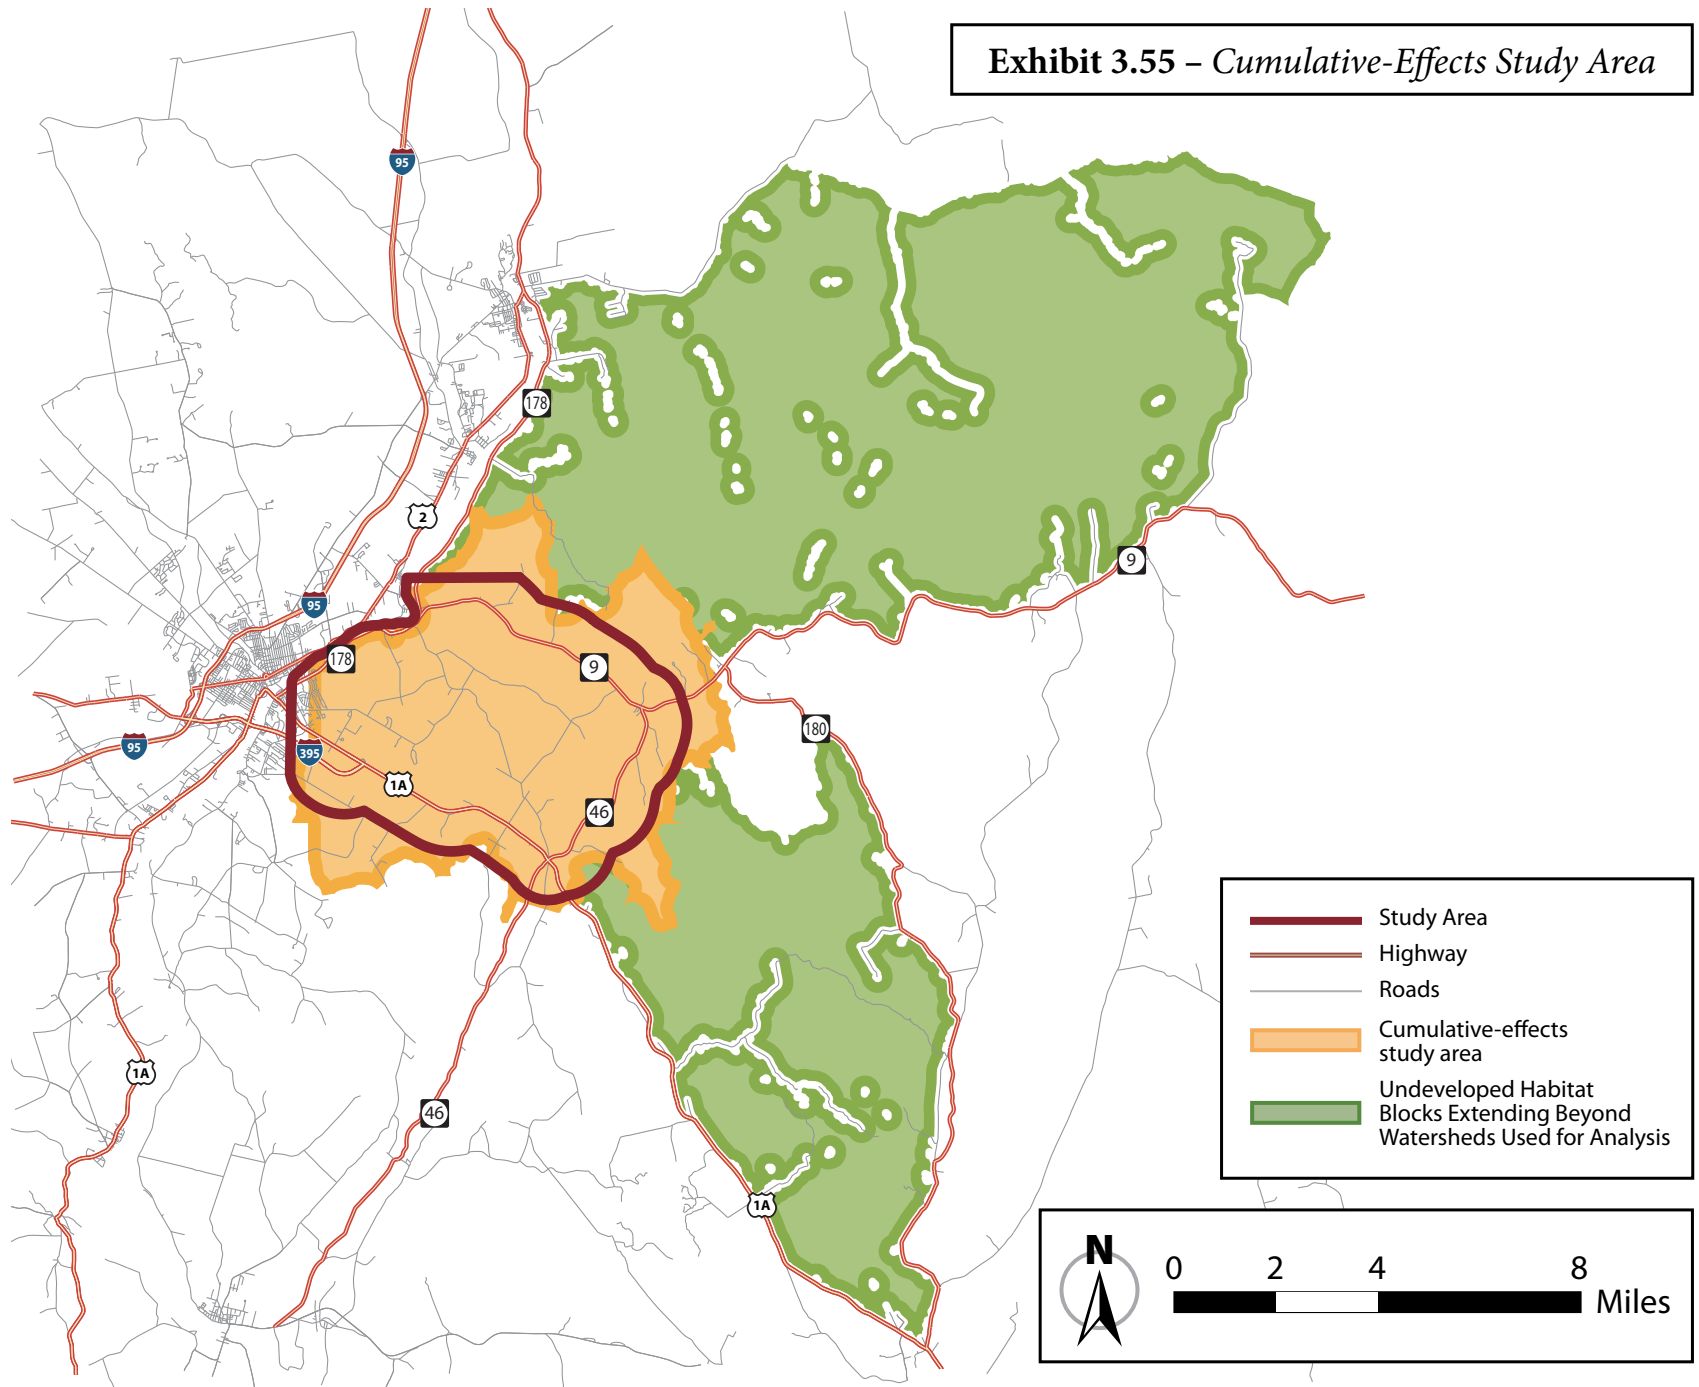 Exhibit 3.55 – Cumulative-Effects Study Area
95
178
2
9
95
178
9
180
95
395
1A
46
Study Area
Highway
Roads
Cumulative-effects
study area
Undeveloped Habitat
Blocks Extending Beyond
Watersheds Used for Analysis
1A
46
1A
N
0 2 4 8
Miles